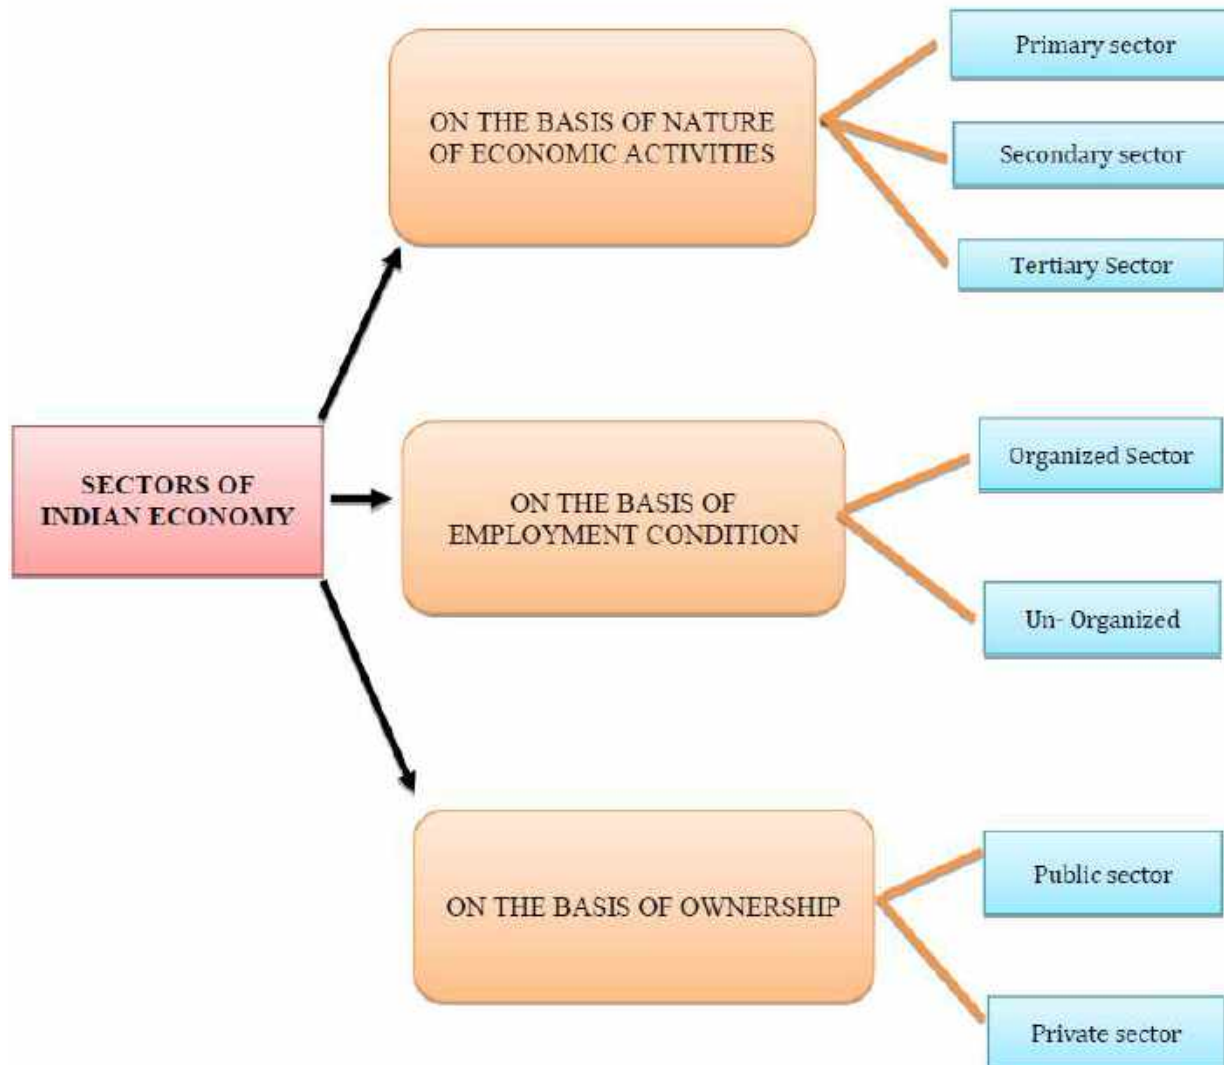 SECTORS OF
INDIAN ECONOMY
ON THE BASIS OF NATURE
OF ECONOMIC ACTIVITIES
Primary sector
Secondary sector
Tertiary Sector
ON THE BASIS OF
EMPLOYMENT CONDITION
Organized Sector
Un- Organized
ON THE BASIS OF OWNERSHIP
Public sector
Private sector